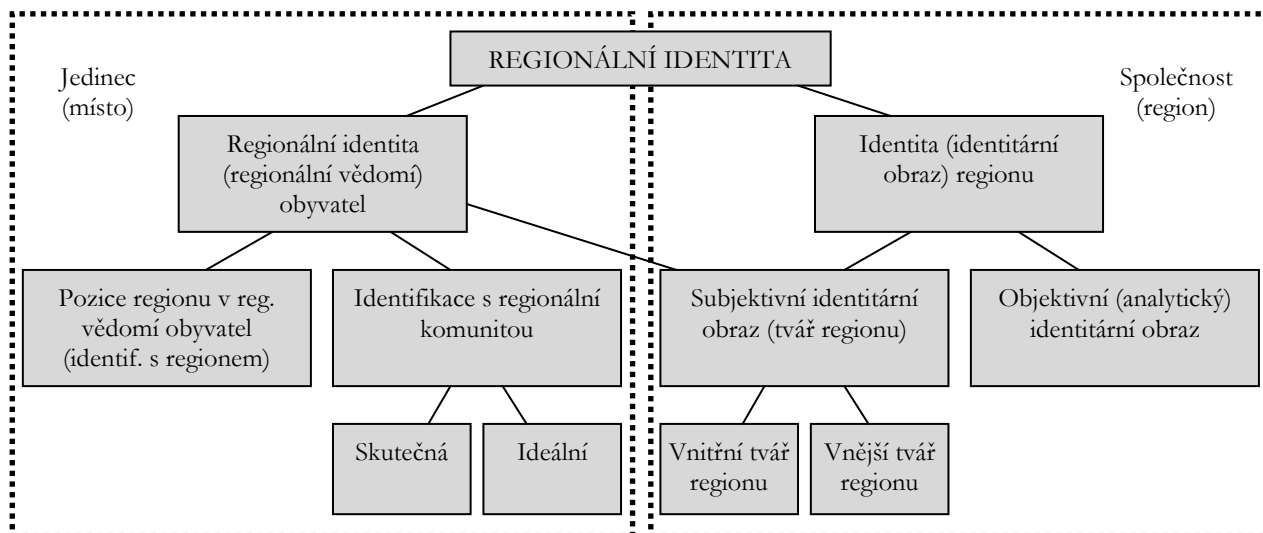 REGIONÁLNÍ IDENTITA
Jedinec
(místo)
Společnost
(region)
Regionální identita
(regionální vědomí)
obyvatel
Identita (identitární
obraz) regionu
Pozice regionu v reg.
vědomí obyvatel
(identif. s regionem)
Identifikace s regionální
komunitou
Subjektivní identitární
obraz (tvář regionu)
Objektivní (analytický)
identitární obraz
Skutečná
Ideální
Vnitřní tvář
regionu
Vnější tvář
regionu